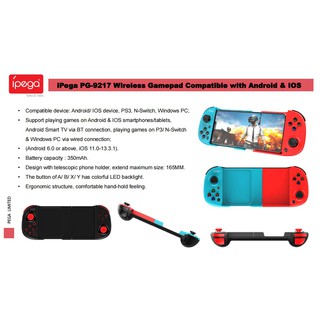 ipega
iPega PG-9217 Wireless Gamepad Compatible with Android & IOS
• Compatible device: Android/ IOS device, PS3, N-Switch, Windows PC;
• Support playing games on Android & IOS smartphones/tablets,
Android Smart TV via BT connection, playing games on P3/ N-Switch
& Windows PC via wired connection;
• (Android 6.0 or above, iOS 11.0-13.3.1).
• Battery capacity : 350mAh.
• Design with telescopic phone holder, extend maximum size: 165MM.
• The button of A/ B/ X/ Y has colorful LED backlight.
• Ergonomic structure, comfortable hand-hold feeling.
PEGA LIMITED